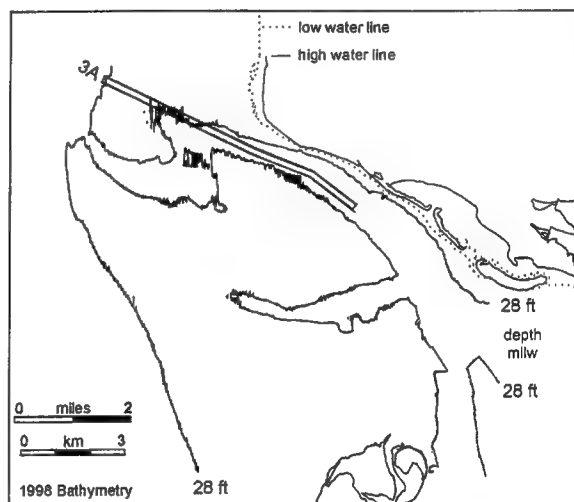 low water line
high water line
3A
28 ft
depth
mllw
28 ft
0 miles 2
0 km 3
1998 Bathymetry
28 ft